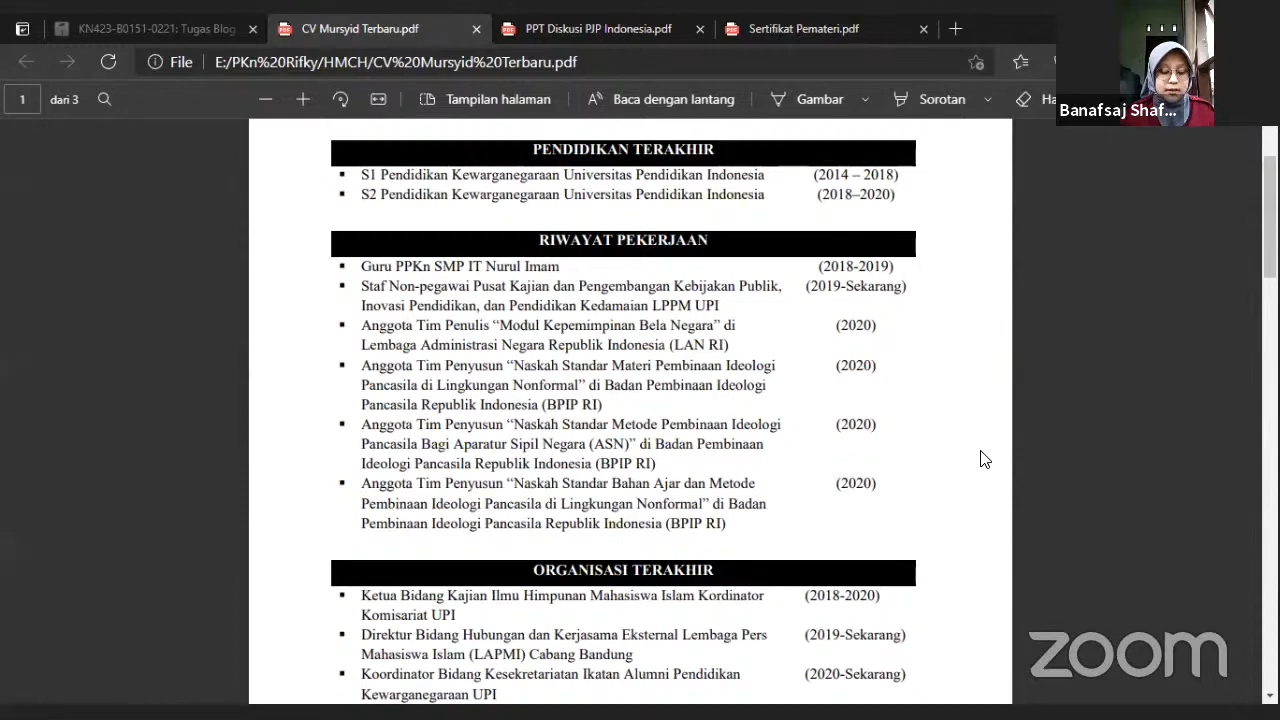 KN423-B0151-0221: Tugas Blog
CV Mursyid Terbaru.pdf
PPT Diskusi PJP Indonesia.pdf
Sertifikat Pemateri.pdf
File E:/PKn%20Rifky/HMCH/CV%20Mursyid%20Terbaru.pdf
1 dari 3 Tampilan halaman Baca dengan lantang Gambar Sorotan
Banafsaj Shaf...
PENDIDIKAN TERAKHIR
▪ S1 Pendidikan Kewarganegaraan Universitas Pendidikan Indonesia (2014 – 2018)
▪ S2 Pendidikan Kewarganegaraan Universitas Pendidikan Indonesia (2018–2020)
RIWAYAT PEKERJAAN
▪ Guru PPKn SMP IT Nurul Imam (2018-2019)
▪ Staf Non-pegawai Pusat Kajian dan Pengembangan Kebijakan Publik, (2019-Sekarang)
Inovasi Pendidikan, dan Pendidikan Kedamaian LPPM UPI
▪ Anggota Tim Penulis “Modul Kepemimpinan Bela Negara” di (2020)
Lembaga Administrasi Negara Republik Indonesia (LAN RI)
▪ Anggota Tim Penyusun “Naskah Standar Materi Pembinaan Ideologi (2020)
Pancasila di Lingkungan Nonformal” di Badan Pembinaan Ideologi
Pancasila Republik Indonesia (BPIP RI)
▪ Anggota Tim Penyusun “Naskah Standar Metode Pembinaan Ideologi (2020)
Pancasila Bagi Aparatur Sipil Negara (ASN)” di Badan Pembinaan
Ideologi Pancasila Republik Indonesia (BPIP RI)
▪ Anggota Tim Penyusun “Naskah Standar Bahan Ajar dan Metode (2020)
Pembinaan Ideologi Pancasila di Lingkungan Nonformal” di Badan
Pembinaan Ideologi Pancasila Republik Indonesia (BPIP RI)
ORGANISASI TERAKHIR
▪ Ketua Bidang Kajian Ilmu Himpunan Mahasiswa Islam Kordinator (2018-2020)
Komisariat UPI
▪ Direktur Bidang Hubungan dan Kerjasama Eksternal Lembaga Pers (2019-Sekarang)
Mahasiswa Islam (LAPMI) Cabang Bandung
▪ Koordinator Bidang Kesekretariatan Ikatan Alumni Pendidikan (2020-Sekarang)
Kewarganegaraan UPI
zoom